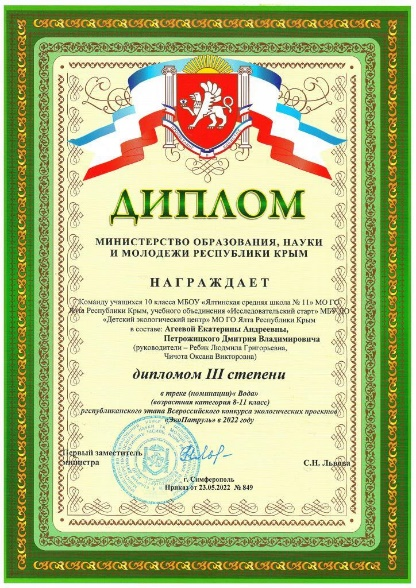 ДИПЛОМ
МИНИСТЕРСТВО ОБРАЗОВАНИЯ, НАУКИ
И МОЛОДЕЖИ РЕСПУБЛИКИ КРЫМ
НАГРАЖДАЕТ
Команду учащихся 10 класса МБОУ «Ялтинская средняя школа № 11» МО ГО
Ялта Республики Крым, учебного объединения «Исследовательский старт» МБУ ДО
«Детский экологический центр» МО ГО Ялта Республики Крым
в составе: Агеевой Екатерины Андреевны,
Петрожицкого Дмитрия Владимировича
(руководители – Ребик Людмила Григорьевна,
Чичота Оксана Викторовна)
дипломом III степени
в треке (номинации)« Вода»
(возрастная категория 8-11 класс)
республиканского этапа Всероссийского конкурса экологических проектов
«ЭкоПатруль» в 2022 году
Первый заместитель
министра
С.Н. Львова
г. Симферополь
Приказ от 23.05.2022 № 849